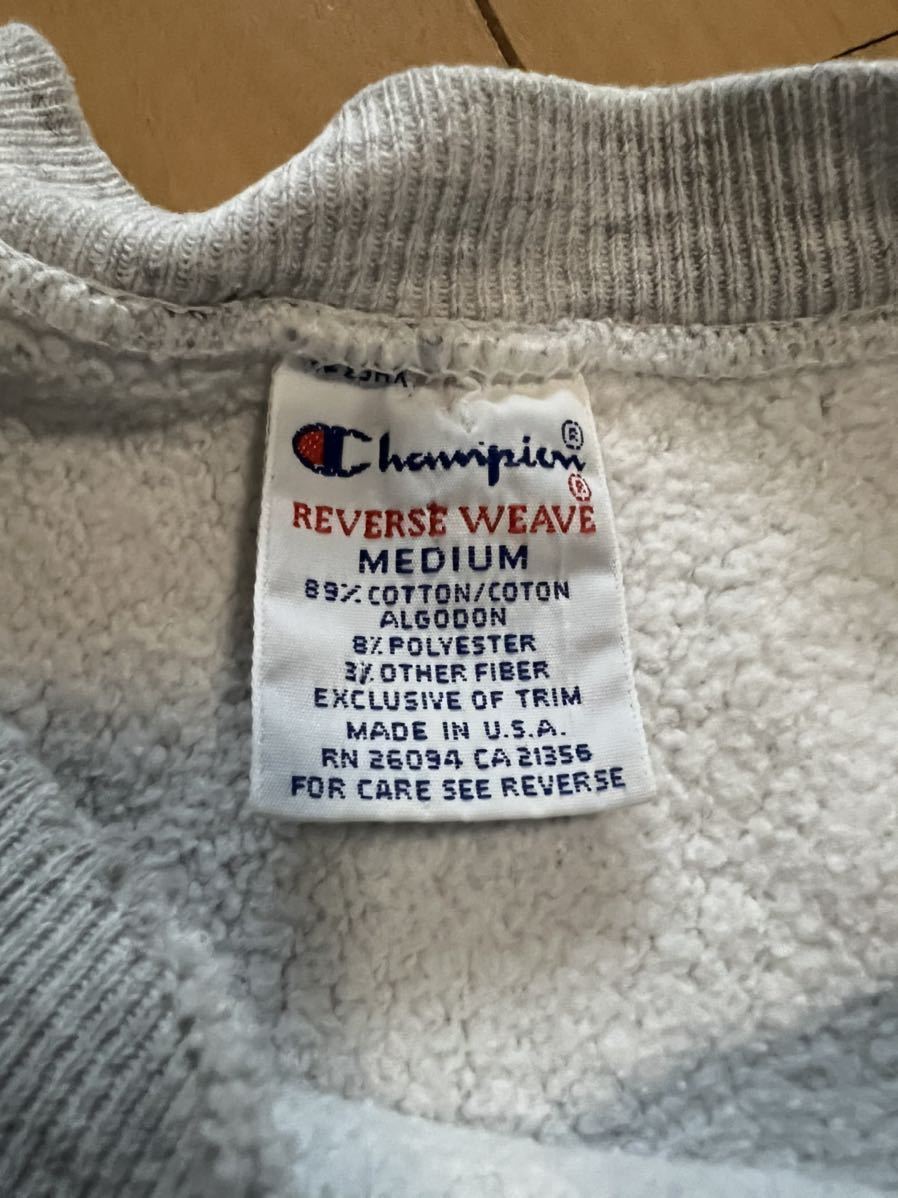 Champion®
REVERSE WEAVE®
MEDIUM
89% COTTON/COTON
ALGODON
8% POLYESTER
3% OTHER FIBER
EXCLUSIVE OF TRIM
MADE IN U.S.A.
RN 26094 CA 21356
FOR CARE SEE REVERSE